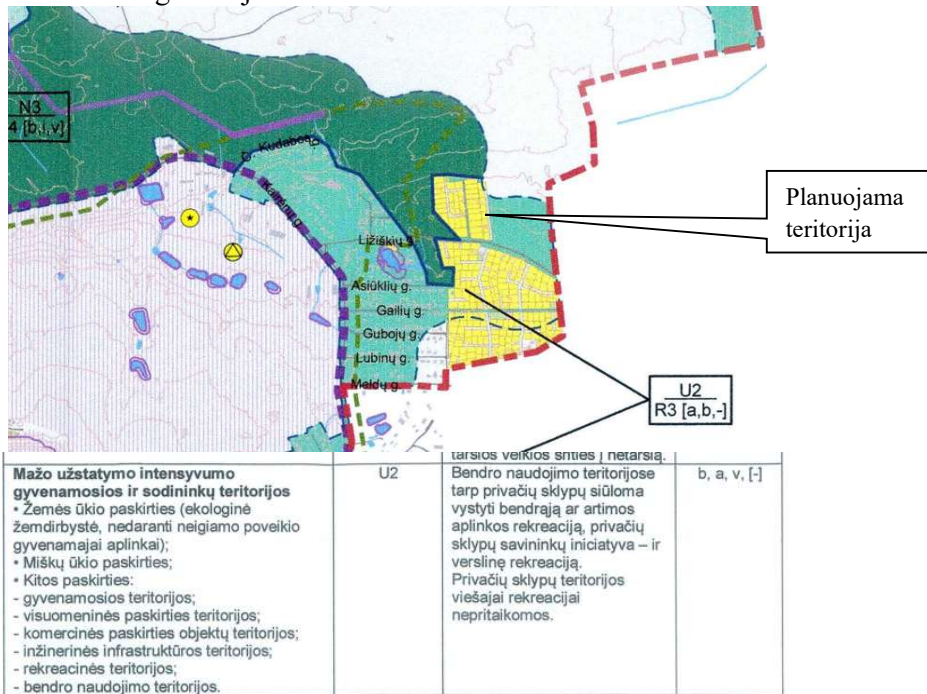 N3
4 [b,i,v]
G. Kudabos g.
Kairėnų g.
Ližiškių g.
Asiūklių g.
Gailių g.
Gubojų g.
Lubinų g.
Meldų g.
Planuojama
teritorija
U2
R3 [a,b,-]
taršios veiklos srities į netaršią.
Mažo užstatymo intensyvumo
gyvenamosios ir sodininkų teritorijos
• Žemės ūkio paskirties (ekologinė
žemdirbystė, nedaranti neigiamo poveikio
gyvenamajai aplinkai);
• Miškų ūkio paskirties;
• Kitos paskirties:
- gyvenamosios teritorijos;
- visuomeninės paskirties teritorijos;
- komercinės paskirties objektų teritorijos;
- inžinerinės infrastruktūros teritorijos;
- rekreacinės teritorijos;
- bendro naudojimo teritorijos.
U2
Bendro naudojimo teritorijose
tarp privačių sklypų siūloma
vystyti bendrąją ar artimos
aplinkos rekreaciją, privačių
sklypų savininkų iniciatyva – ir
verslinę rekreaciją.
Privačių sklypų teritorijos
viešajai rekreacijai
nepritaikomos.
b, a, v, [-]